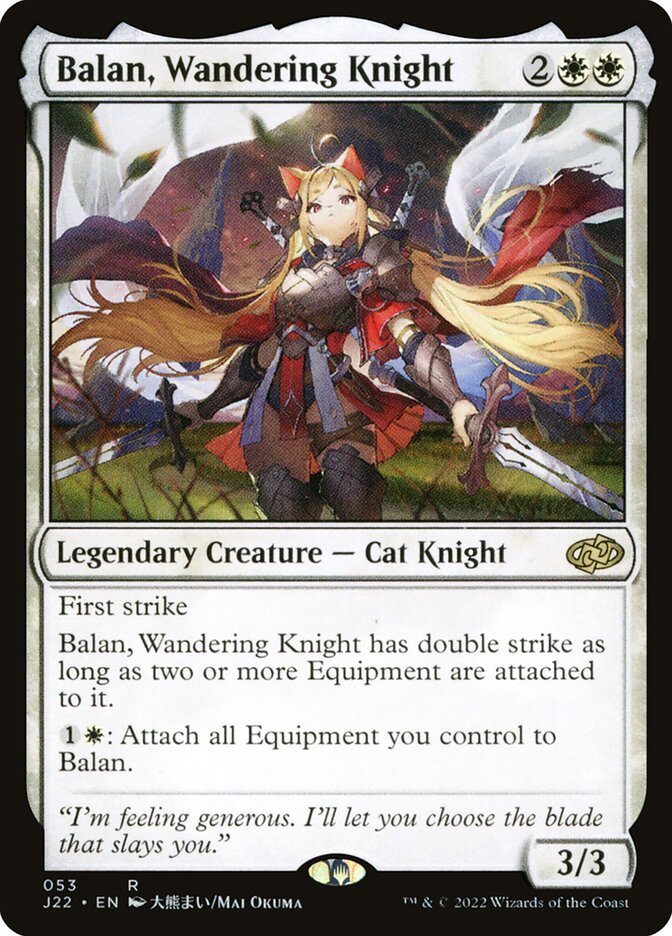 Balan, Wandering Knight 2
Legendary Creature — Cat Knight
First strike
Balan, Wandering Knight has double strike as
long as two or more Equipment are attached
to it.
1 : Attach all Equipment you control to
Balan.
“I'm feeling generous. I'll let you choose the blade
that slays you.”
3/3
053 R
J22 • EN 大熊まい/Mai Okuma
™ & © 2022 Wizards of the Coast